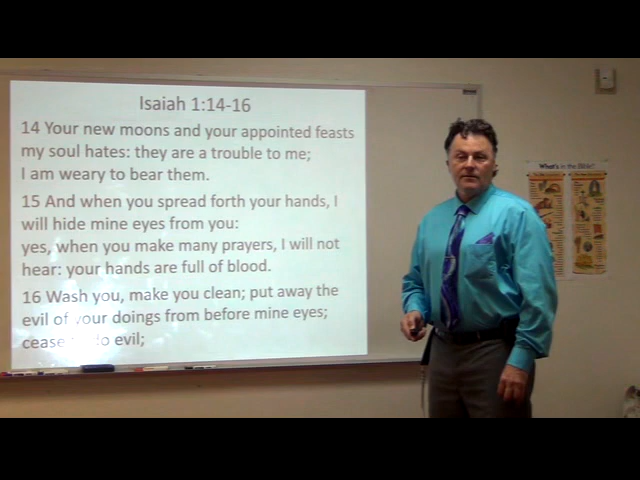 Isaiah 1:14-16
14 Your new moons and your appointed feasts
my soul hates: they are a trouble to me;
I am weary to bear them.
15 And when you spread forth your hands, I
will hide mine eyes from you:
yes, when you make many prayers, I will not
hear: your hands are full of blood.
16 Wash you, make you clean; put away the
evil of your doings from before mine eyes;
cease to do evil;
What's in the Bible?